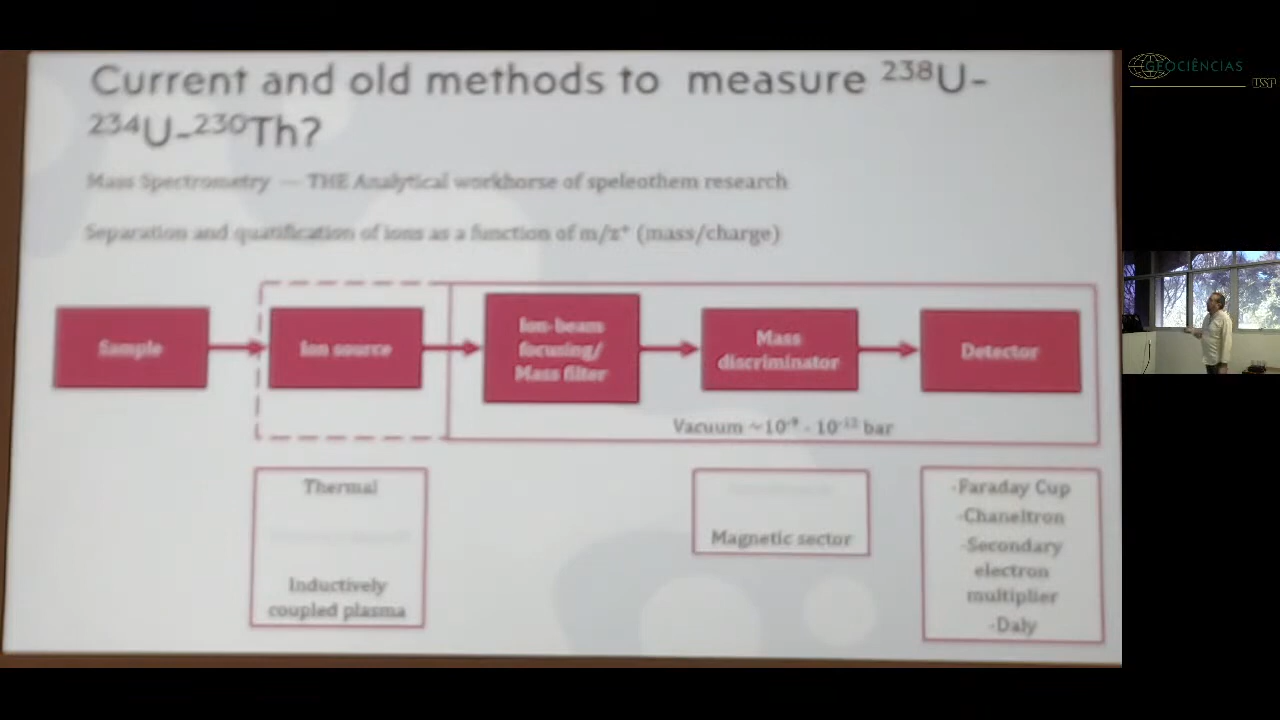 Current and old methods to measure ²³⁸U-
²³⁴U-²³⁰Th?
Mass Spectrometry — THE Analytical workhorse of speleothem research
Separation and quatification of ions as a function of m/z⁺ (mass/charge)
Sample
Ion source
Ion-beam
focusing/
Mass filter
Mass
discriminator
Detector
Vacuum ~10⁻⁹ - 10⁻¹² bar
Thermal
Inductively
coupled plasma
Magnetic sector
-Faraday Cup
-Chaneltron
-Secondary
electron
multiplier
-Daly
GEOCIÊNCIAS
USP